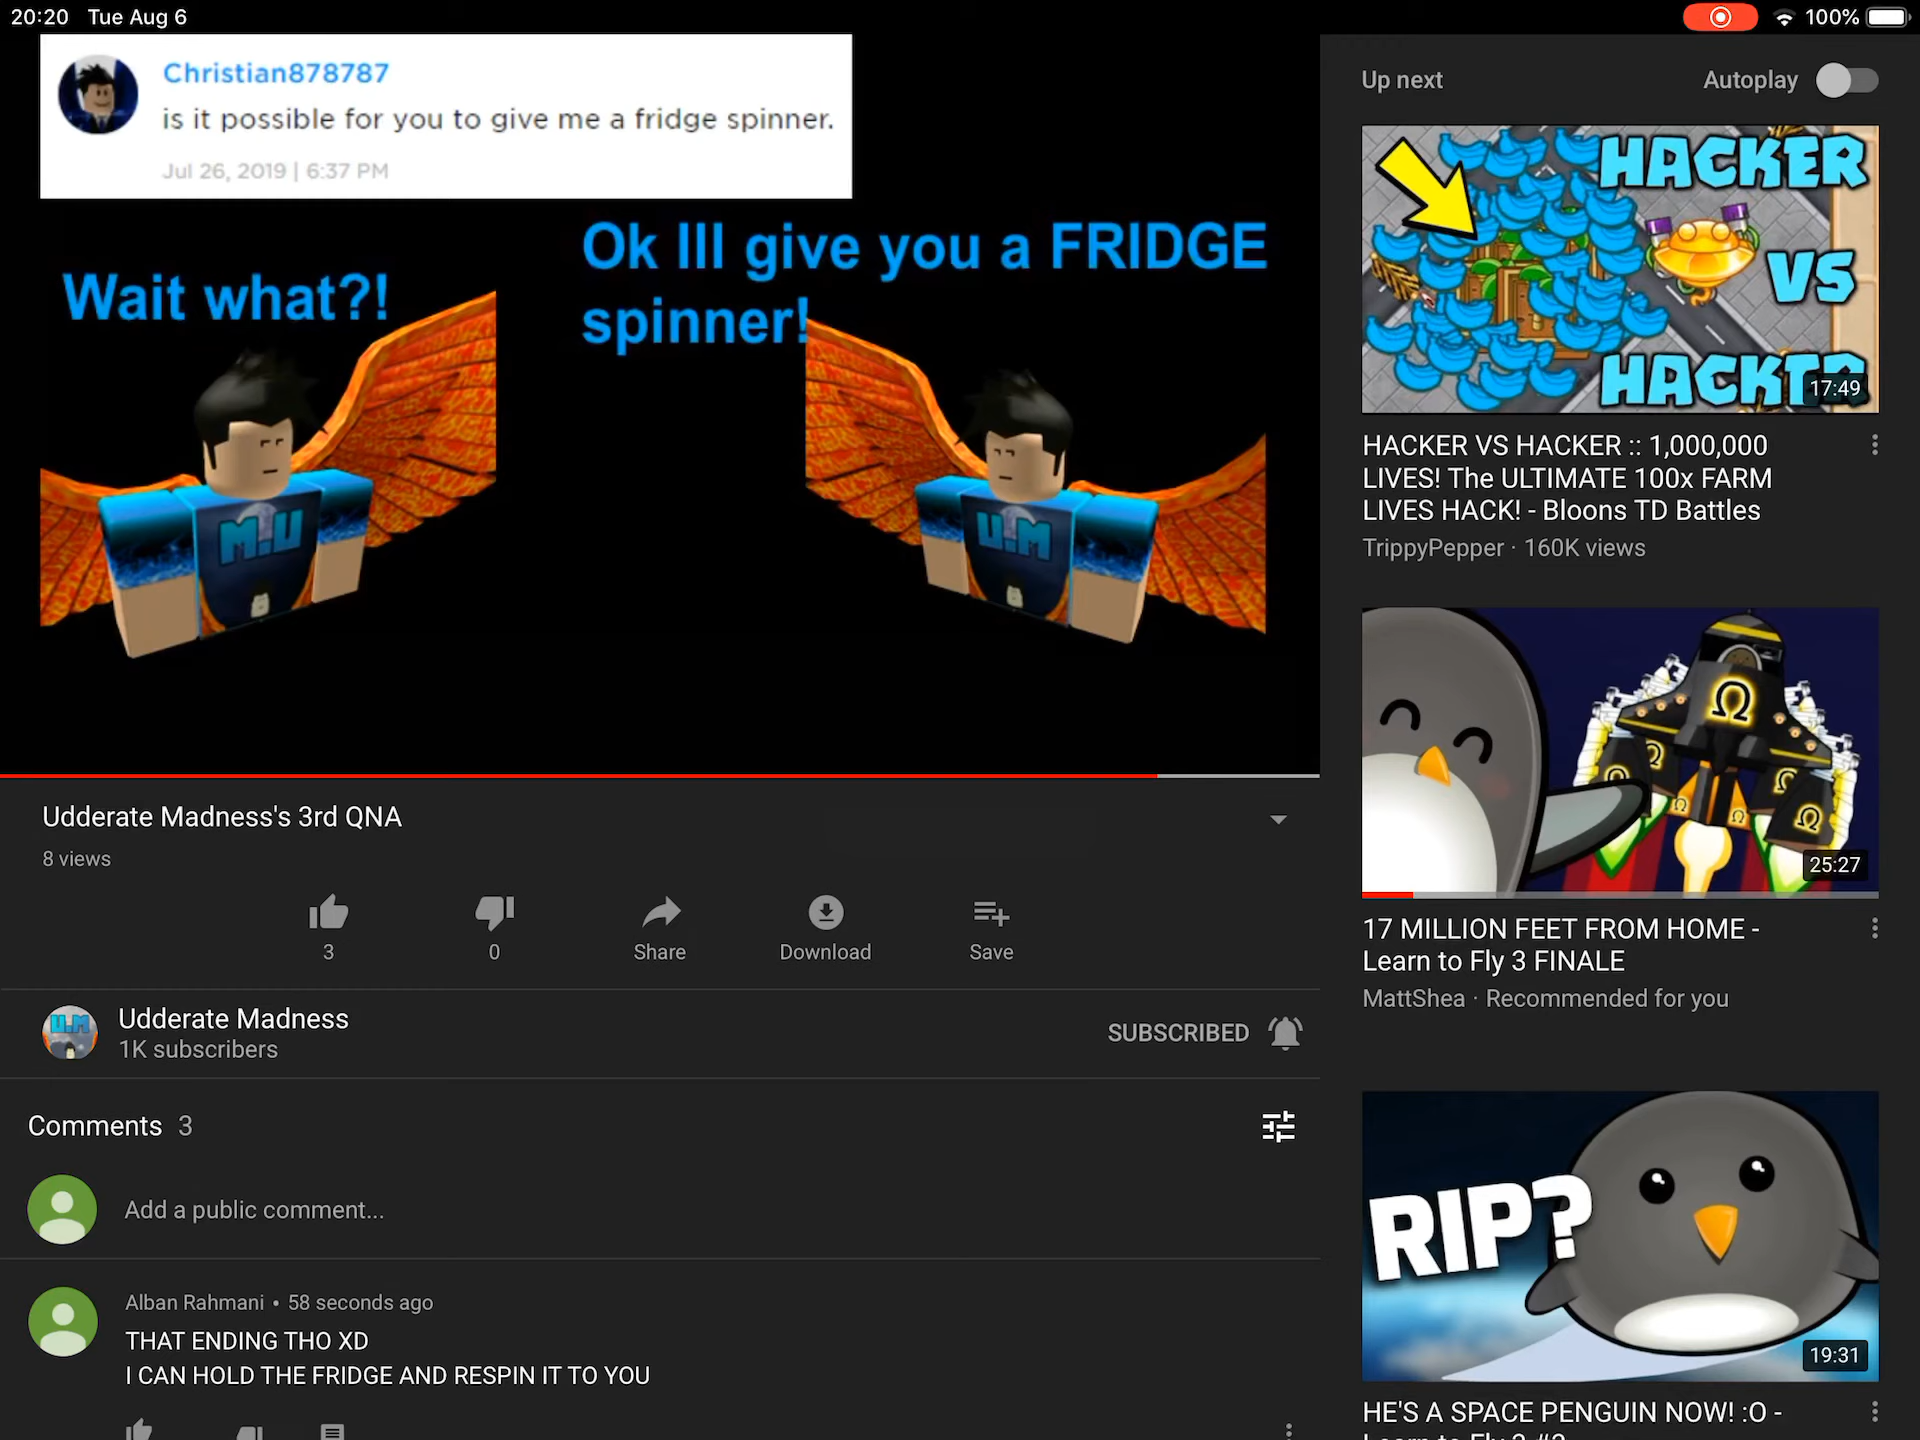 20:20 Tue Aug 6
100%
Christian878787
is it possible for you to give me a fridge spinner.
Jul 26, 2019 | 6:37 PM
Wait what?!
Ok Ill give you a FRIDGE
spinner!
M.U
U.M
Udderate Madness's 3rd QNA
8 views
3
0
Share
Download
Save
U.M
Udderate Madness
1K subscribers
SUBSCRIBED
Comments 3
Add a public comment...
Alban Rahmani • 58 seconds ago
THAT ENDING THO XD
I CAN HOLD THE FRIDGE AND RESPIN IT TO YOU
Up next
Autoplay
HACKER
VS
HACKER
17:49
HACKER VS HACKER :: 1,000,000
LIVES! The ULTIMATE 100x FARM
LIVES HACK! - Bloons TD Battles
TrippyPepper · 160K views
Ω
Ω
Ω
Ω
Ω
Ω
Ω
25:27
17 MILLION FEET FROM HOME -
Learn to Fly 3 FINALE
MattShea · Recommended for you
RIP?
19:31
HE'S A SPACE PENGUIN NOW! :O -
Learn to Fly 3 #2